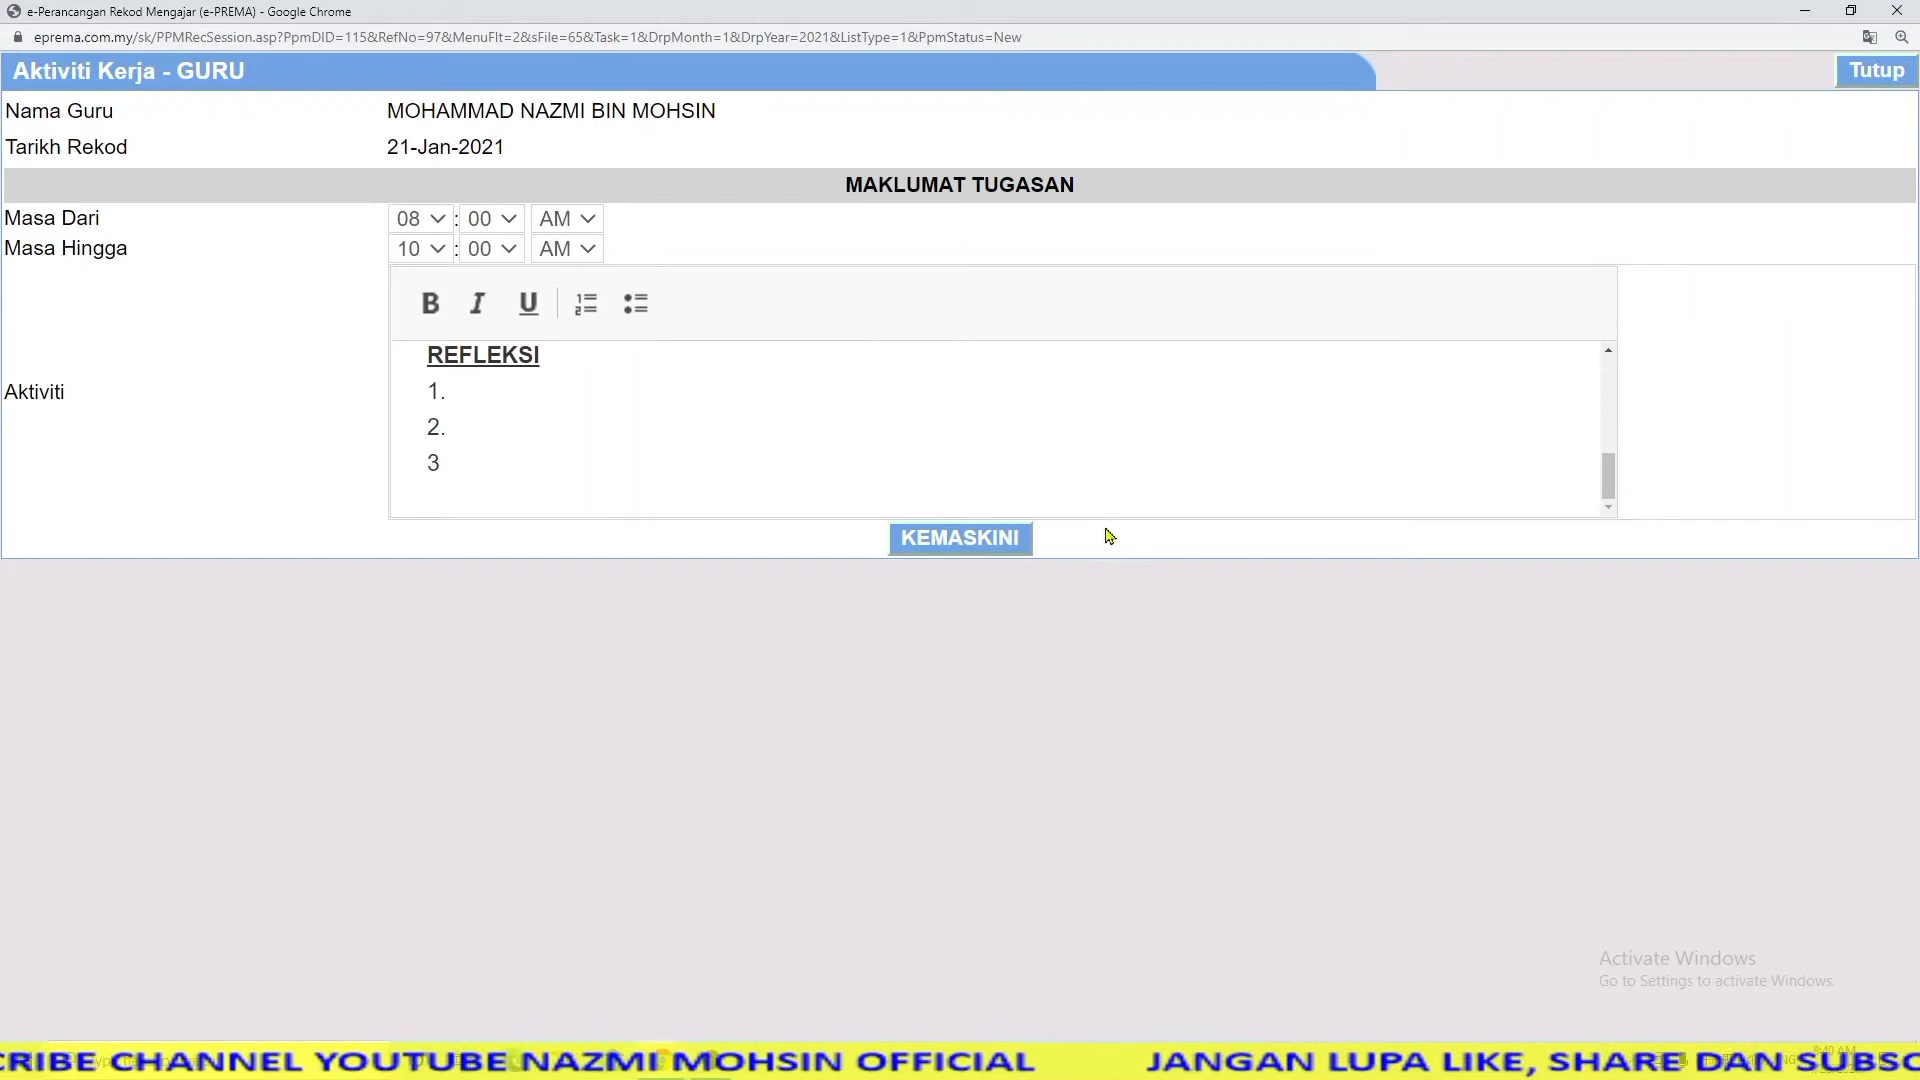 e-Perancangan Rekod Mengajar (e-PREMA) - Google Chrome
eprema.com.my/sk/PPMRecSession.asp?PpmDID=115&RefNo=97&MenuFlt=2&sFile=65&Task=1&DrpMonth=1&DrpYear=2021&ListType=1&PpmStatus=New
Aktiviti Kerja - GURU
Tutup
Nama Guru MOHAMMAD NAZMI BIN MOHSIN
Tarikh Rekod 21-Jan-2021
MAKLUMAT TUGASAN
Masa Dari 08 : 00 AM
Masa Hingga 10 : 00 AM
B I U
REFLEKSI
1.
Aktiviti
2.
3
KEMASKINI
Activate Windows
Go to Settings to activate Windows.
CRIBE CHANNEL YOUTUBE NAZMI MOHSIN OFFICIAL JANGAN LUPA LIKE, SHARE DAN SUBSC